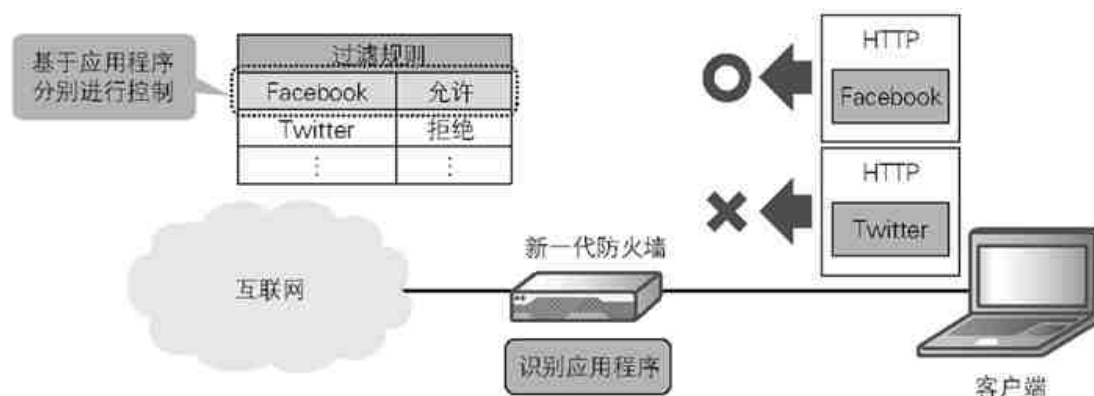 基于应用程序
分别进行控制
过滤规则
Facebook 允许
Twitter 拒绝
⋮ ⋮
HTTP
Facebook
HTTP
Twitter
新一代防火墙
互联网
识别应用程序
客户端